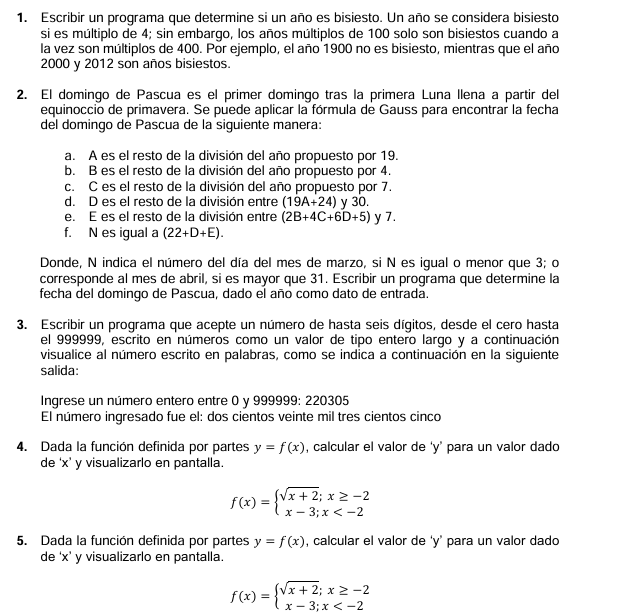 1. Escribir un programa que determine si un año es bisiesto. Un año se considera bisiesto
si es múltiplo de 4; sin embargo, los años múltiplos de 100 solo son bisiestos cuando a
la vez son múltiplos de 400. Por ejemplo, el año 1900 no es bisiesto, mientras que el año
2000 y 2012 son años bisiestos.
2. El domingo de Pascua es el primer domingo tras la primera Luna llena a partir del
equinoccio de primavera. Se puede aplicar la fórmula de Gauss para encontrar la fecha
del domingo de Pascua de la siguiente manera:
a. A es el resto de la división del año propuesto por 19.
b. B es el resto de la división del año propuesto por 4.
c. C es el resto de la división del año propuesto por 7.
d. D es el resto de la división entre (19A+24) y 30.
e. E es el resto de la división entre (2B+4C+6D+5) y 7.
f. N es igual a (22+D+E).
Donde, N indica el número del día del mes de marzo, si N es igual o menor que 3; o
corresponde al mes de abril, si es mayor que 31. Escribir un programa que determine la
fecha del domingo de Pascua, dado el año como dato de entrada.
3. Escribir un programa que acepte un número de hasta seis dígitos, desde el cero hasta
el 999999, escrito en números como un valor de tipo entero largo y a continuación
visualice al número escrito en palabras, como se indica a continuación en la siguiente
salida:
Ingrese un número entero entre 0 y 999999: 220305
El número ingresado fue el: dos cientos veinte mil tres cientos cinco
4. Dada la función definida por partes y = f(x), calcular el valor de 'y' para un valor dado
de 'x' y visualizarlo en pantalla.
f(x) = {√x + 2; x ≥ −2
x − 3; x < −2
5. Dada la función definida por partes y = f(x), calcular el valor de 'y' para un valor dado
de 'x' y visualizarlo en pantalla.
f(x) = {√x + 2; x ≥ −2
x − 3; x < −2